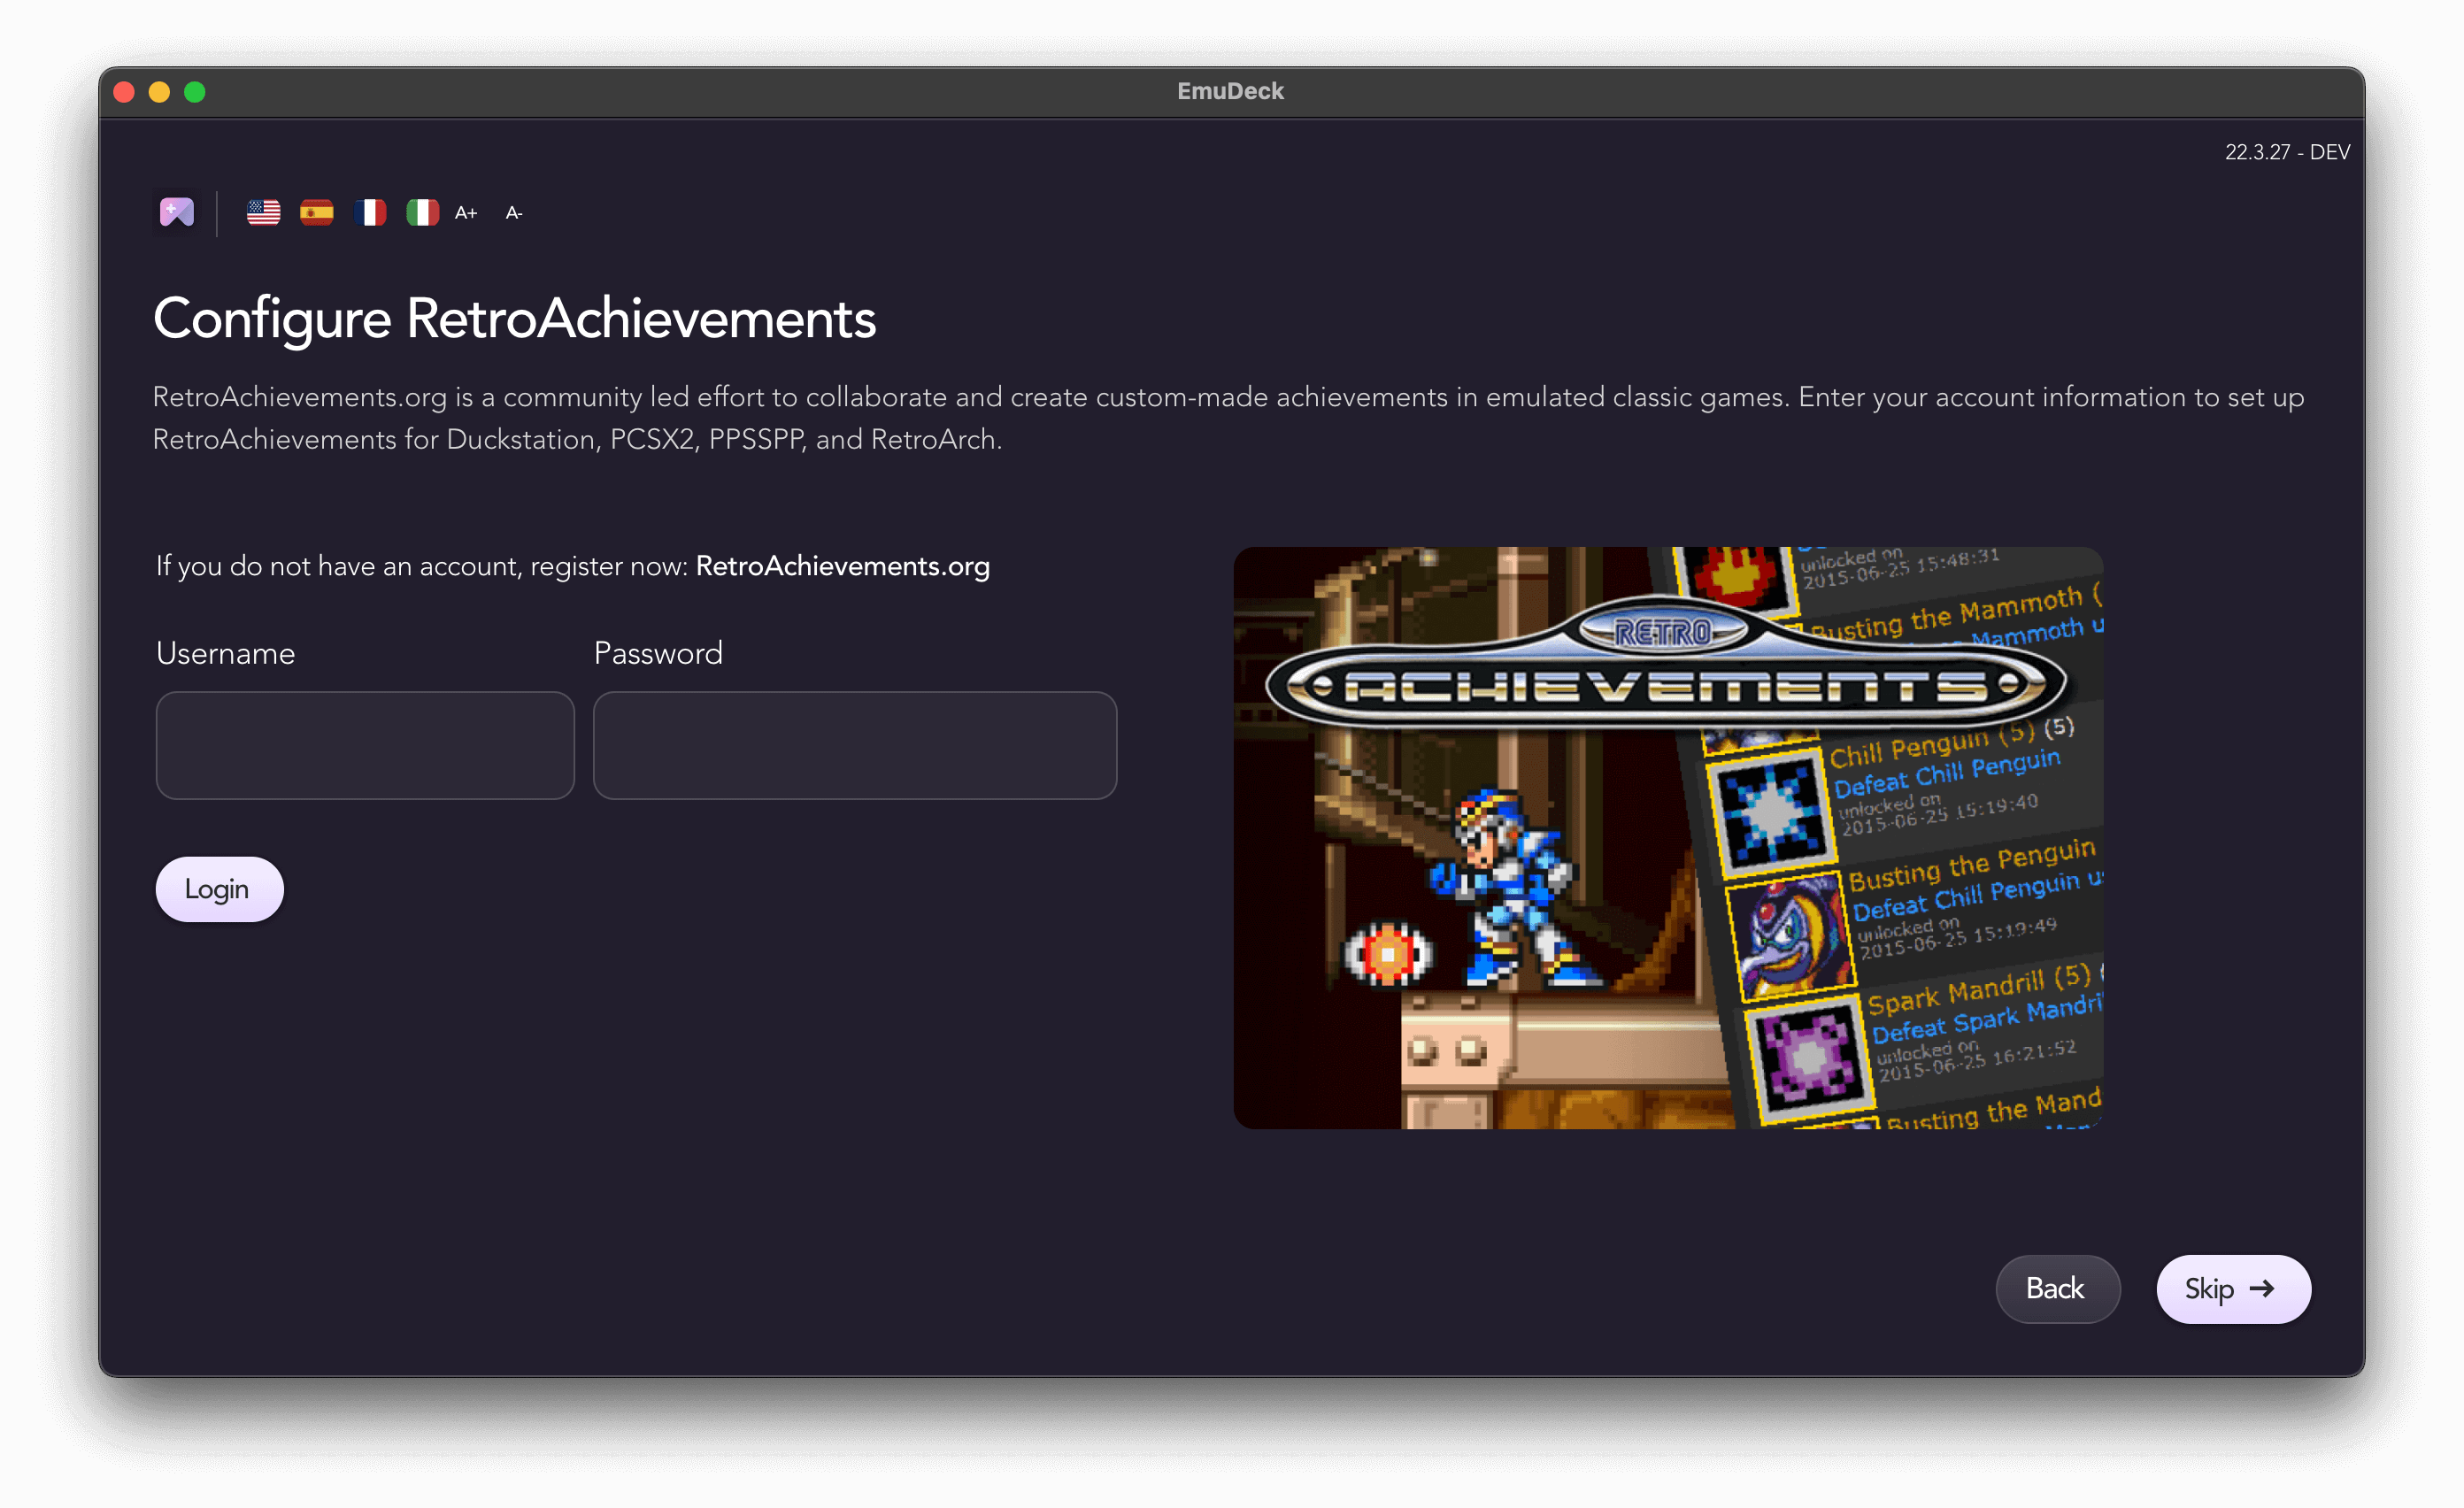 EmuDeck
22.3.27 - DEV
A+ A-
Configure RetroAchievements
RetroAchievements.org is a community led effort to collaborate and create custom-made achievements in emulated classic games. Enter your account information to set up
RetroAchievements for Duckstation, PCSX2, PPSSPP, and RetroArch.
If you do not have an account, register now: RetroAchievements.org
Username Password
Login
unlocked on
2015-06-25 15:48:31
Busting the Mammoth (
Mammoth u
RETRO
ACHIEVEMENTS
Chill Penguin (5) (5)
Defeat Chill Penguin
unlocked on
2015-06-25 15:19:40
Busting the Penguin
Defeat Chill Penguin us
unlocked on
2015-06-25 15:19:49
Spark Mandrill (5)
Defeat Spark Mandri
unlocked on
2015-06-25 16:21:52
Busting the Mand
Back Skip →